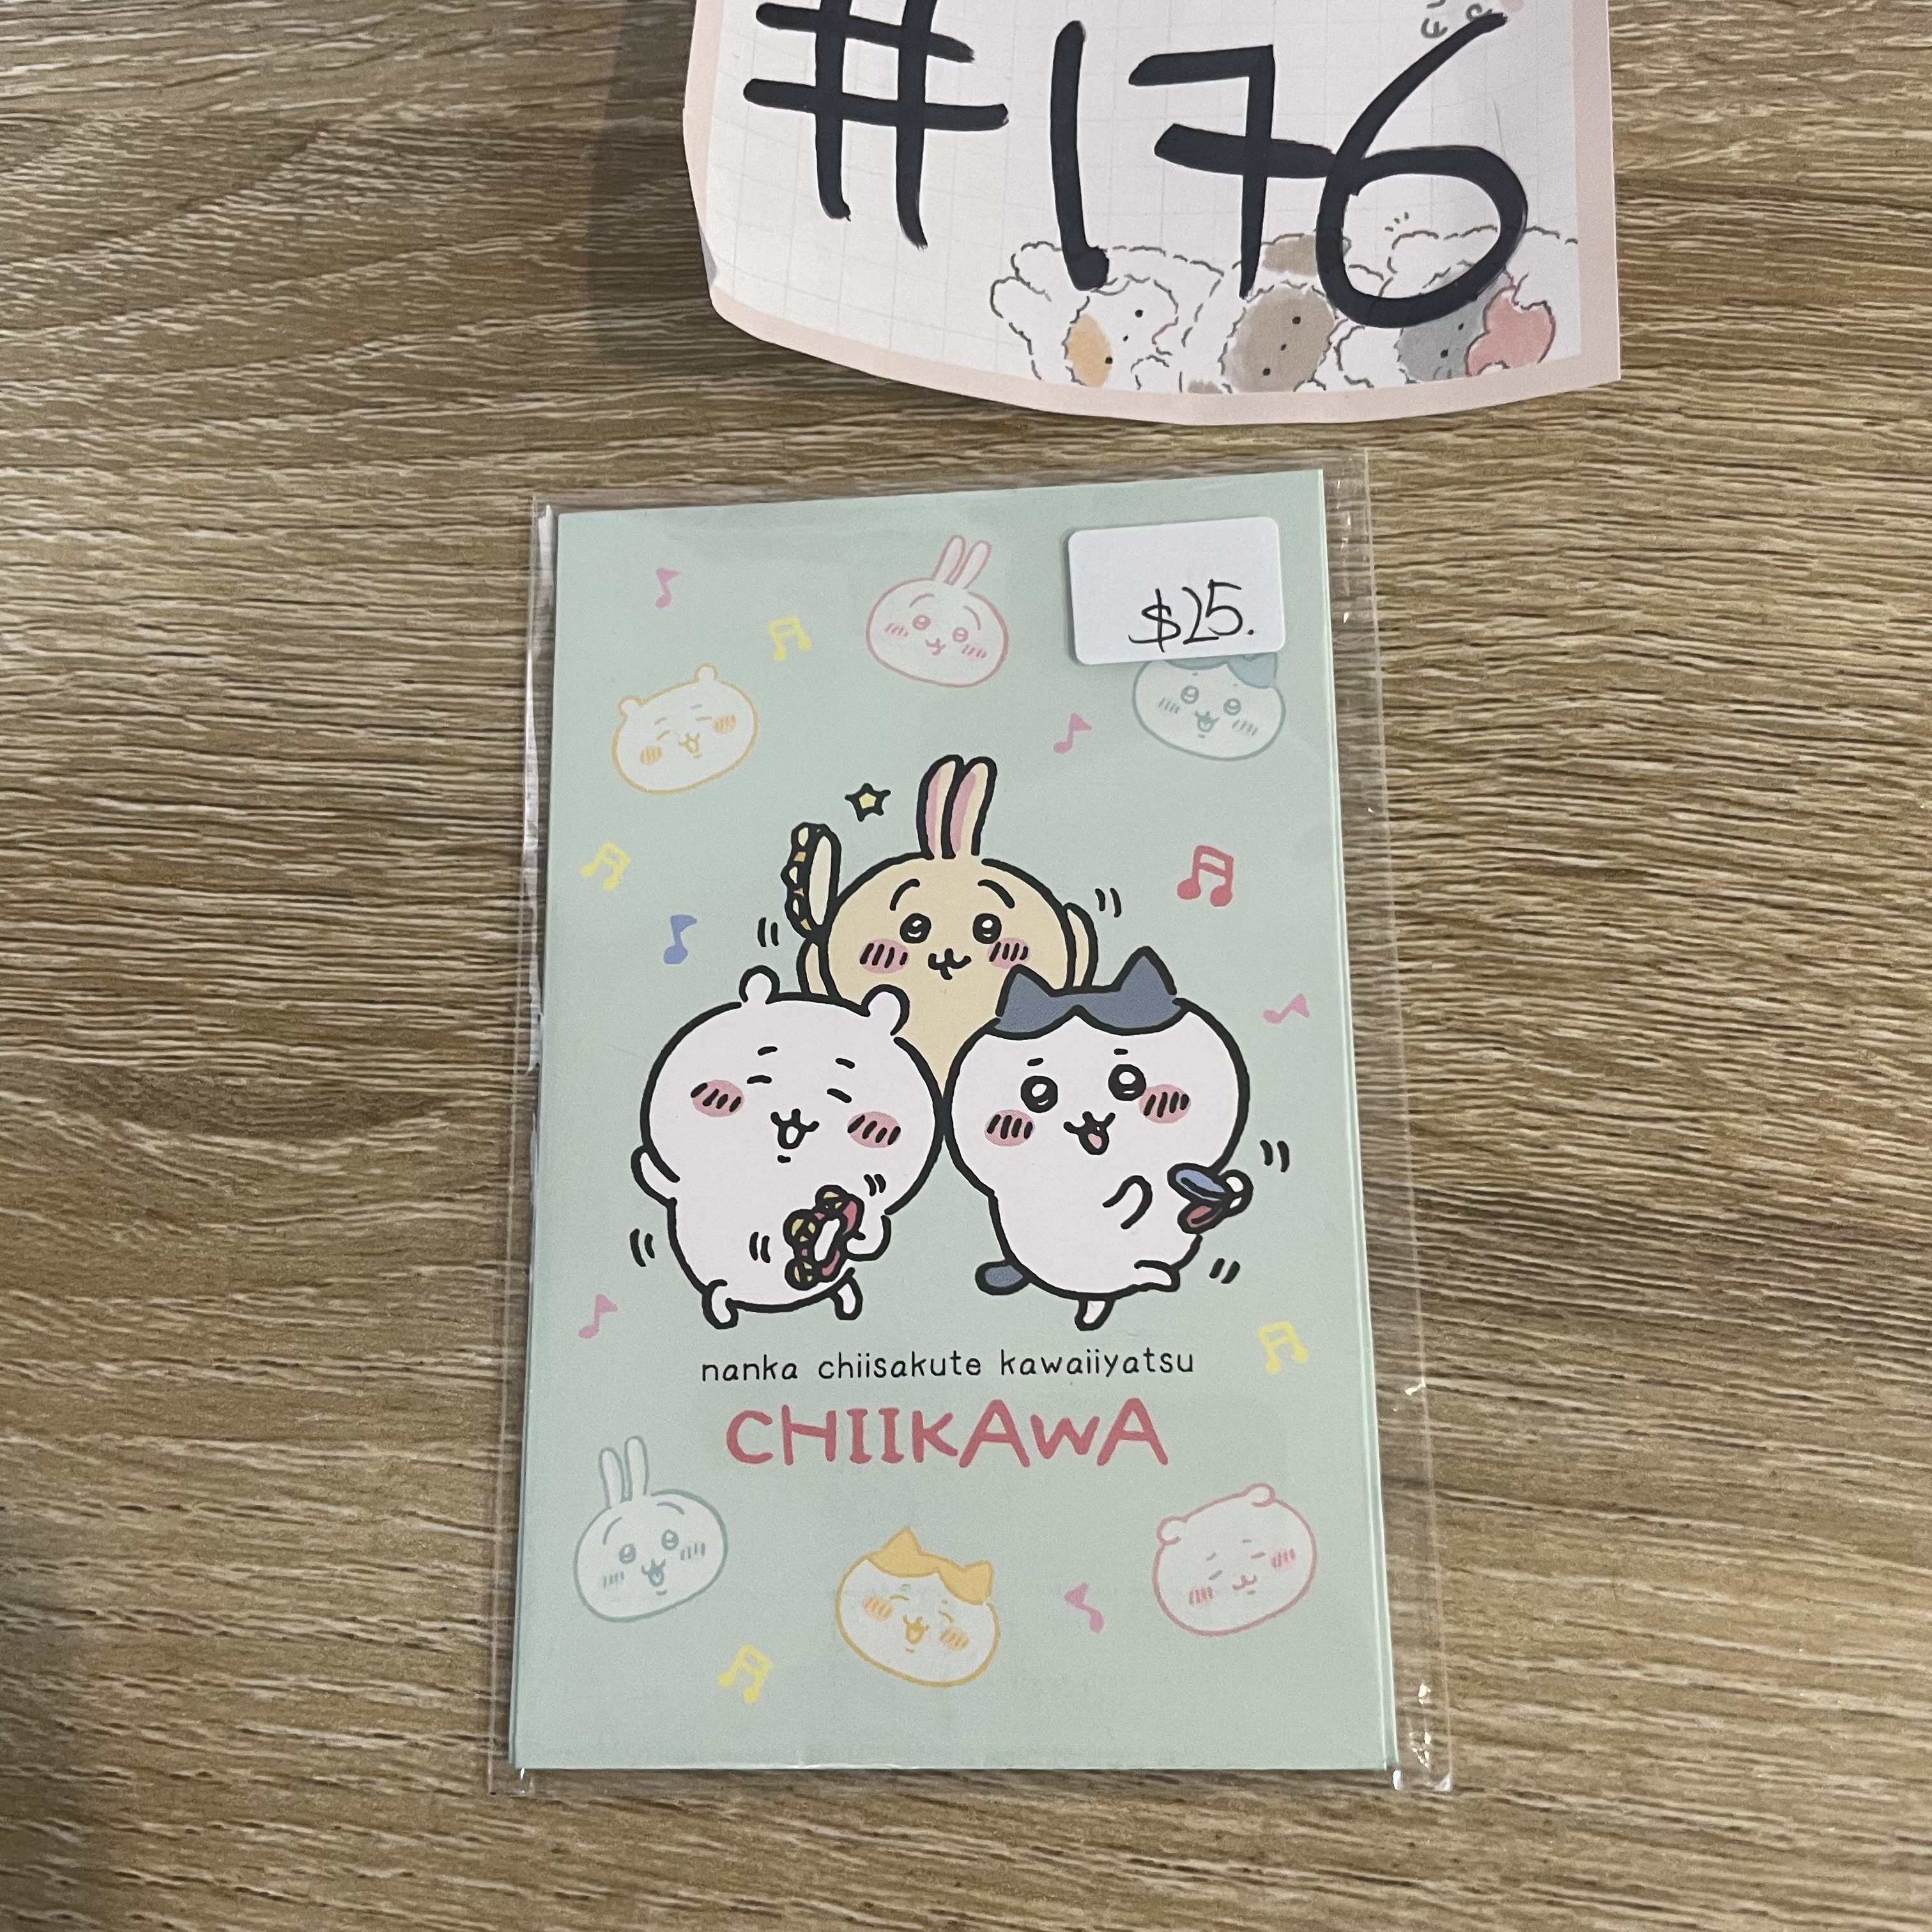 #176
$25.
nanka chiisakute kawaiiyatsu
CHIIKAWA